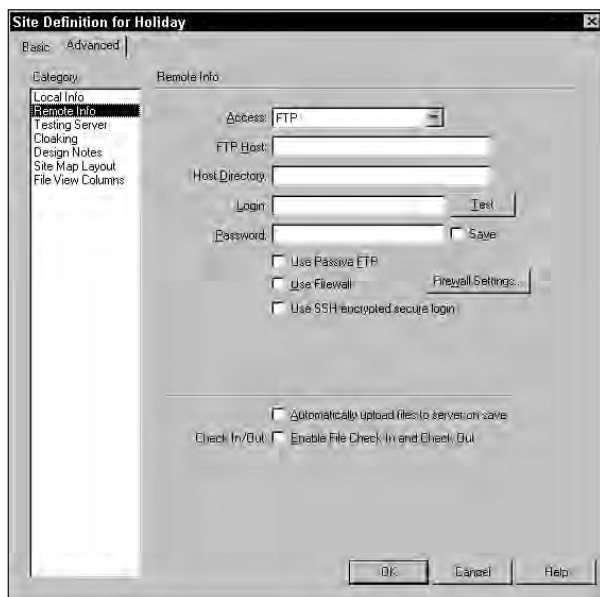 Site Definition for Holiday
Basic Advanced
Category
Local Info
Remote Info
Testing Server
Cloaking
Design Notes
Site Map Layout
File View Columns
Remote Info
Access: FTP
FTP Host:
Host Directory:
Login: Test
Password: Save
Use Passive FTP
Use Firewall Firewall Settings...
Use SSH encrypted secure login
Automatically upload files to server on save
Check In/Out: Enable File Check In and Check Out
OK Cancel Help